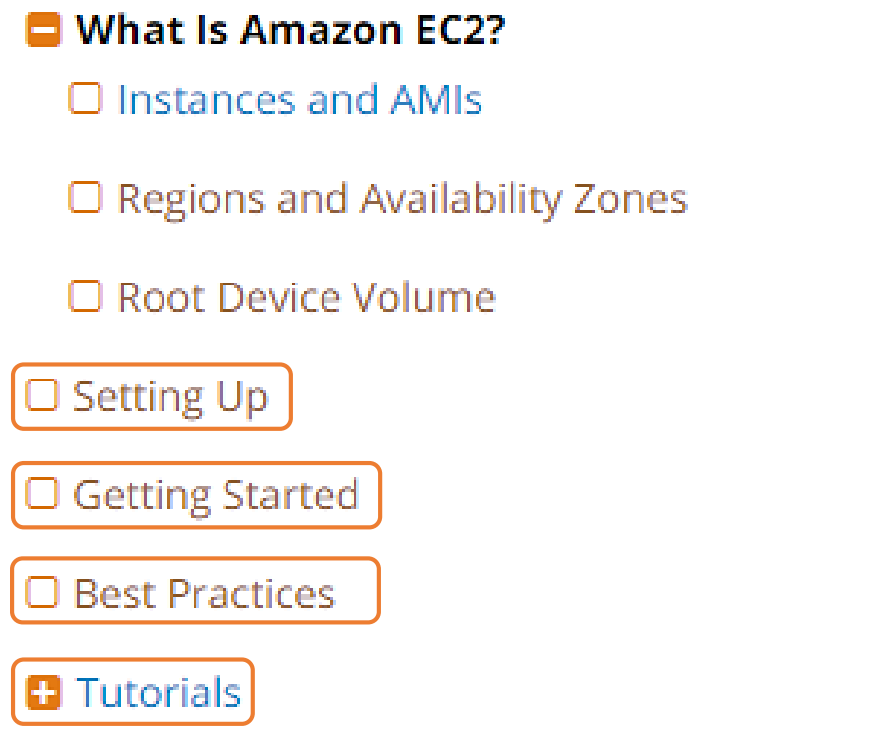 What Is Amazon EC2?
Instances and AMIs
Regions and Availability Zones
Root Device Volume
Setting Up
Getting Started
Best Practices
Tutorials